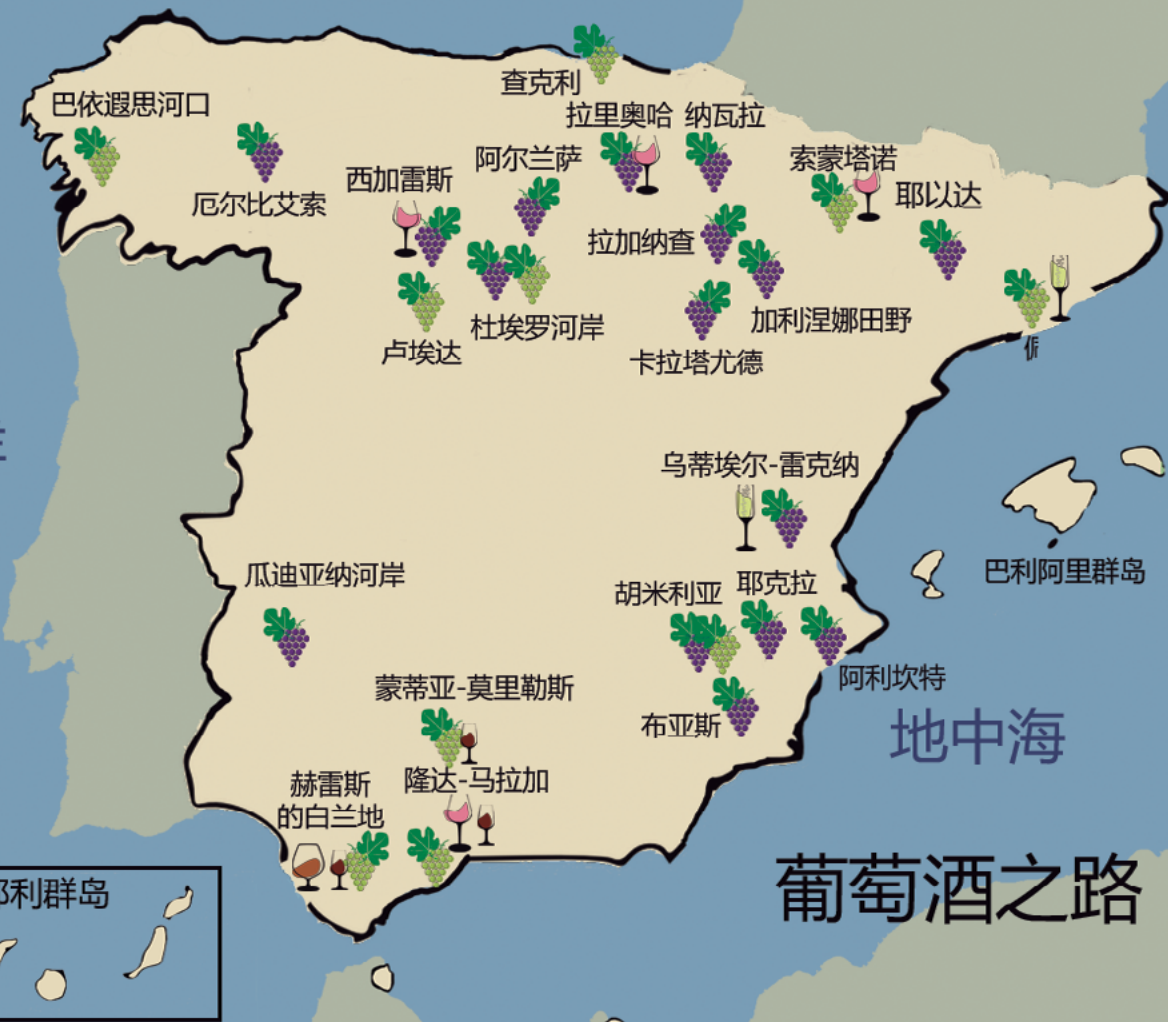 查克利
巴依遐思河口
拉里奥哈
纳瓦拉
阿尔兰萨
索蒙塔诺
西加雷斯
厄尔比艾索
耶以达
拉加纳查
加利涅娜田野
杜埃罗河岸
卢埃达
卡拉塔尤德
乌蒂埃尔-雷克纳
巴利阿里群岛
瓜迪亚纳河岸
耶克拉
胡米利亚
阿利坎特
蒙蒂亚-莫里勒斯
布亚斯
地中海
隆达-马拉加
赫雷斯
的白兰地
葡萄酒之路
利群岛